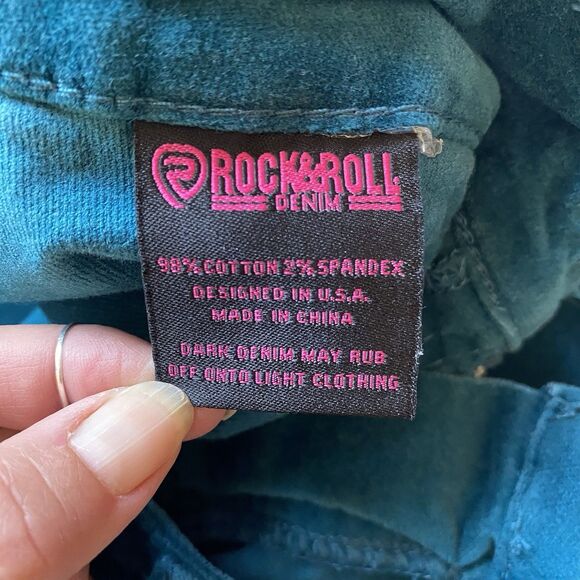 ROCK&ROLL
DENIM
98% COTTON 2% SPANDEX
DESIGNED IN U.S.A.
MADE IN CHINA
DARK DENIM MAY RUB
OFF ONTO LIGHT CLOTHING